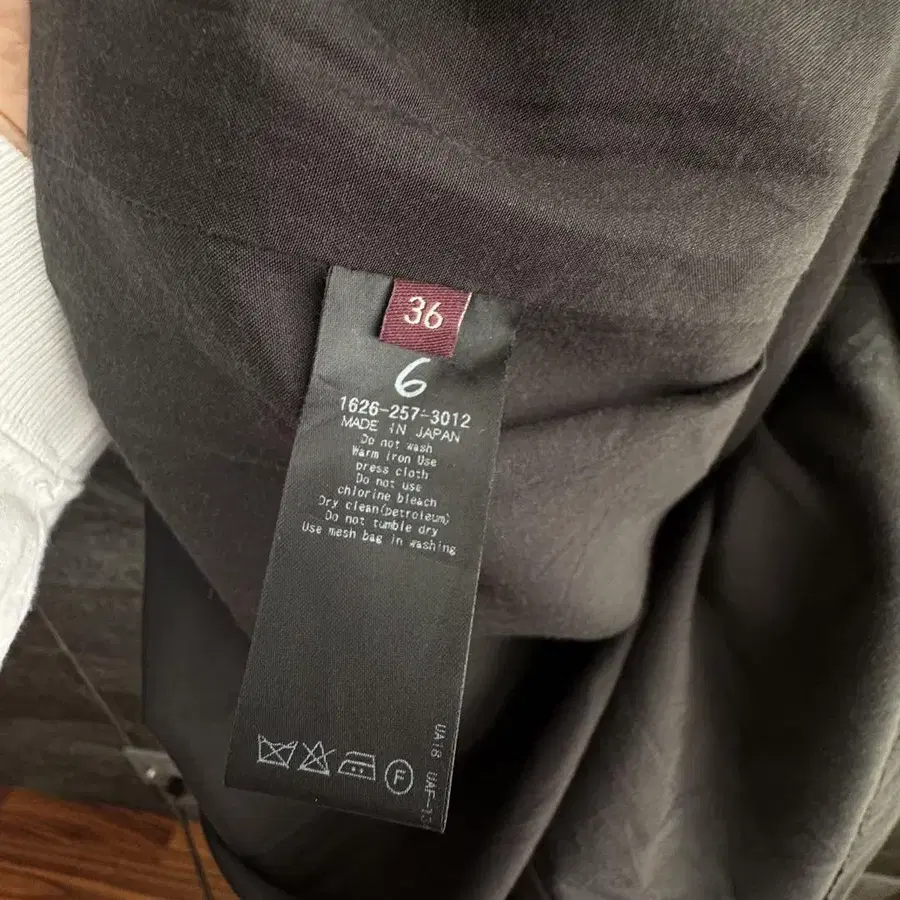 36
6
1626-257-3012
MADE IN JAPAN
Do not wash
Warm iron Use
press cloth
Do not use
chlorine bleach
Dry clean(petroleum)
Do not tumble dry
Use mesh bag in washing
F
UA16